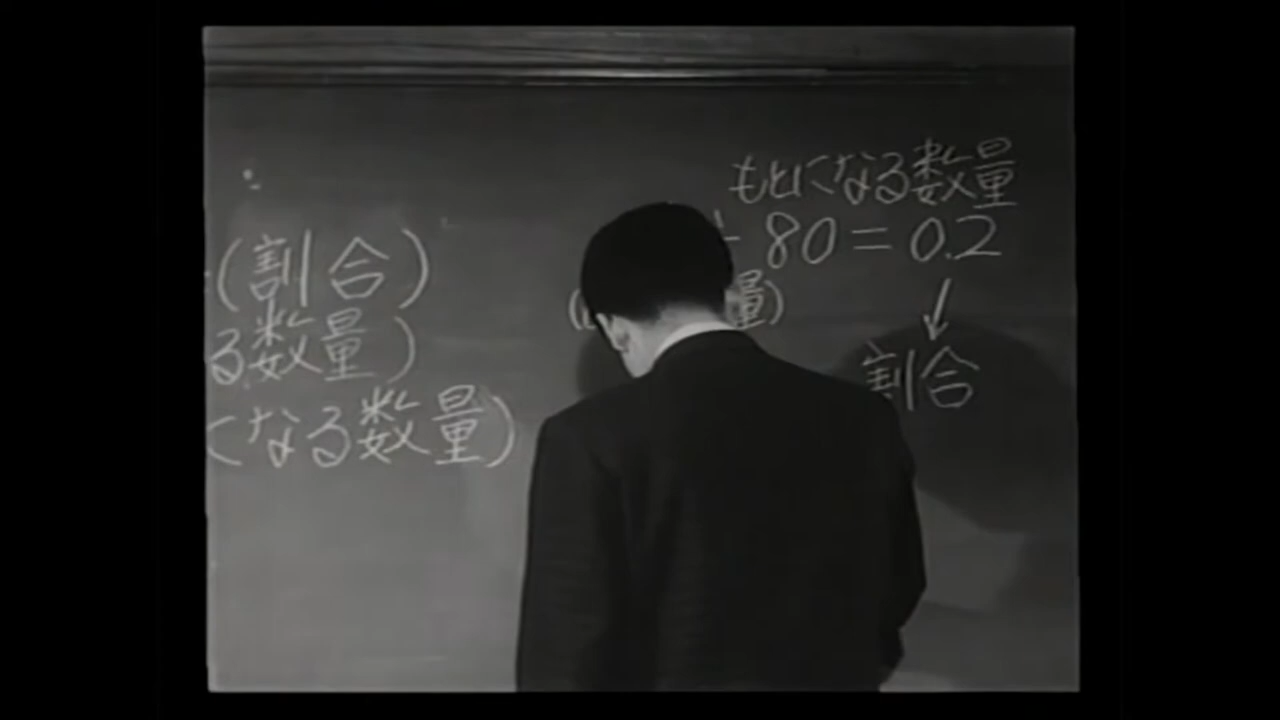 (割合)
る数量)
なる数量)
もとになる数量
÷ 80 = 0.2
量)
↓
割合